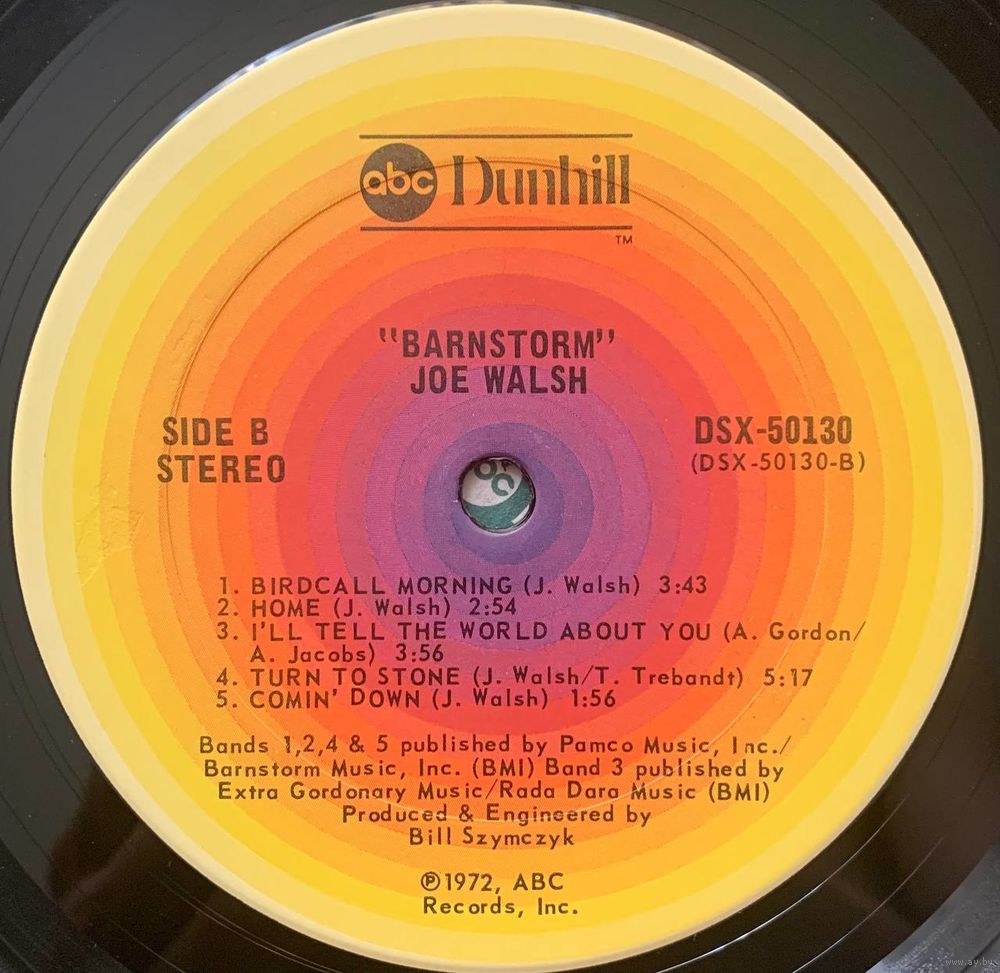 abc Dunhill
TM
"BARNSTORM"
JOE WALSH
SIDE B
STEREO
DSX-50130
(DSX-50130-B)
1. BIRDCALL MORNING (J. Walsh) 3:43
2. HOME (J. Walsh) 2:54
3. I'LL TELL THE WORLD ABOUT YOU (A. Gordon/
A. Jacobs) 3:56
4. TURN TO STONE (J. Walsh/T. Trebandt) 5:17
5. COMIN' DOWN (J. Walsh) 1:56
Bands 1,2,4 & 5 published by Pamco Music, Inc./
Barnstorm Music, Inc. (BMI) Band 3 published by
Extra Gordonary Music/Rada Dara Music (BMI)
Produced & Engineered by
Bill Szymczyk
℗1972, ABC
Records, Inc.
www.ay.by